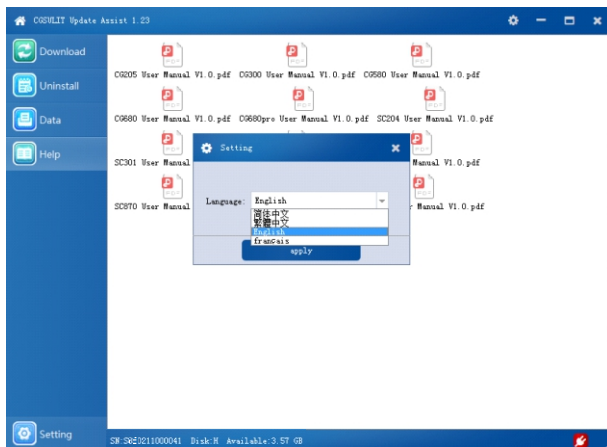 CGSULIT Update Assist 1.23
Download
Uninstall
Data
Help
Setting
CG205 User Manual V1.0.pdf CG300 User Manual V1.0.pdf CG580 User Manual V1.0.pdf
CG680 User Manual V1.0.pdf CG680pro User Manual V1.0.pdf SC204 User Manual V1.0.pdf
SC301 User Manual Manual V1.0.pdf
SC870 User Manual Manual V1.0.pdf
Setting
Language: English
简体中文
繁體中文
English
français
apply
Disk:H Available:3.57 GB